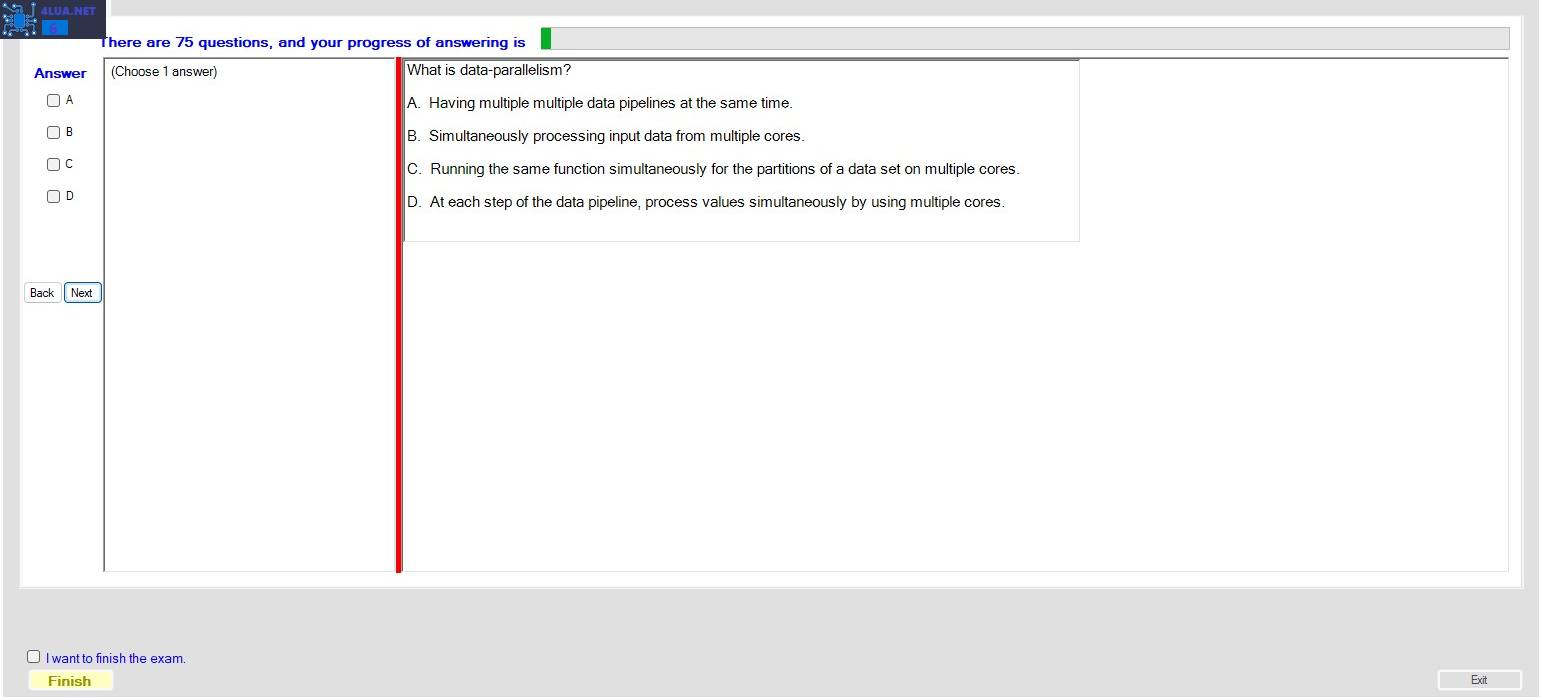 4LUA.NET
There are 75 questions, and your progress of answering is
Answer
(Choose 1 answer)
A
B
C
D
What is data-parallelism?
A. Having multiple multiple data pipelines at the same time.
B. Simultaneously processing input data from multiple cores.
C. Running the same function simultaneously for the partitions of a data set on multiple cores.
D. At each step of the data pipeline, process values simultaneously by using multiple cores.
Back
Next
I want to finish the exam.
Finish
Exit